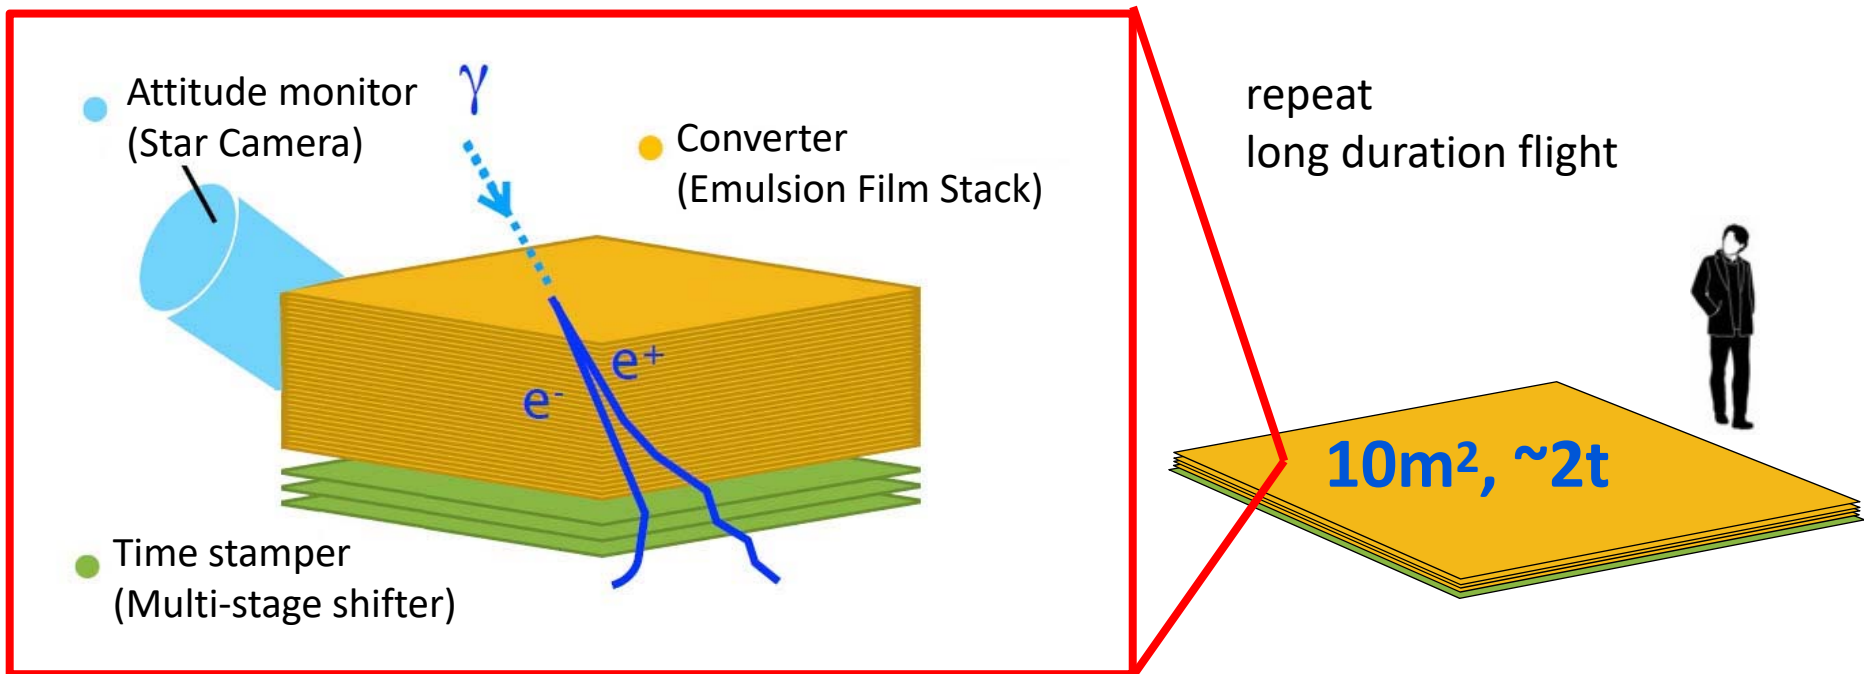 Attitude monitor
(Star Camera)
γ
Converter
(Emulsion Film Stack)
e⁺
e⁻
Time stamper
(Multi-stage shifter)
repeat
long duration flight
10m², ~2t